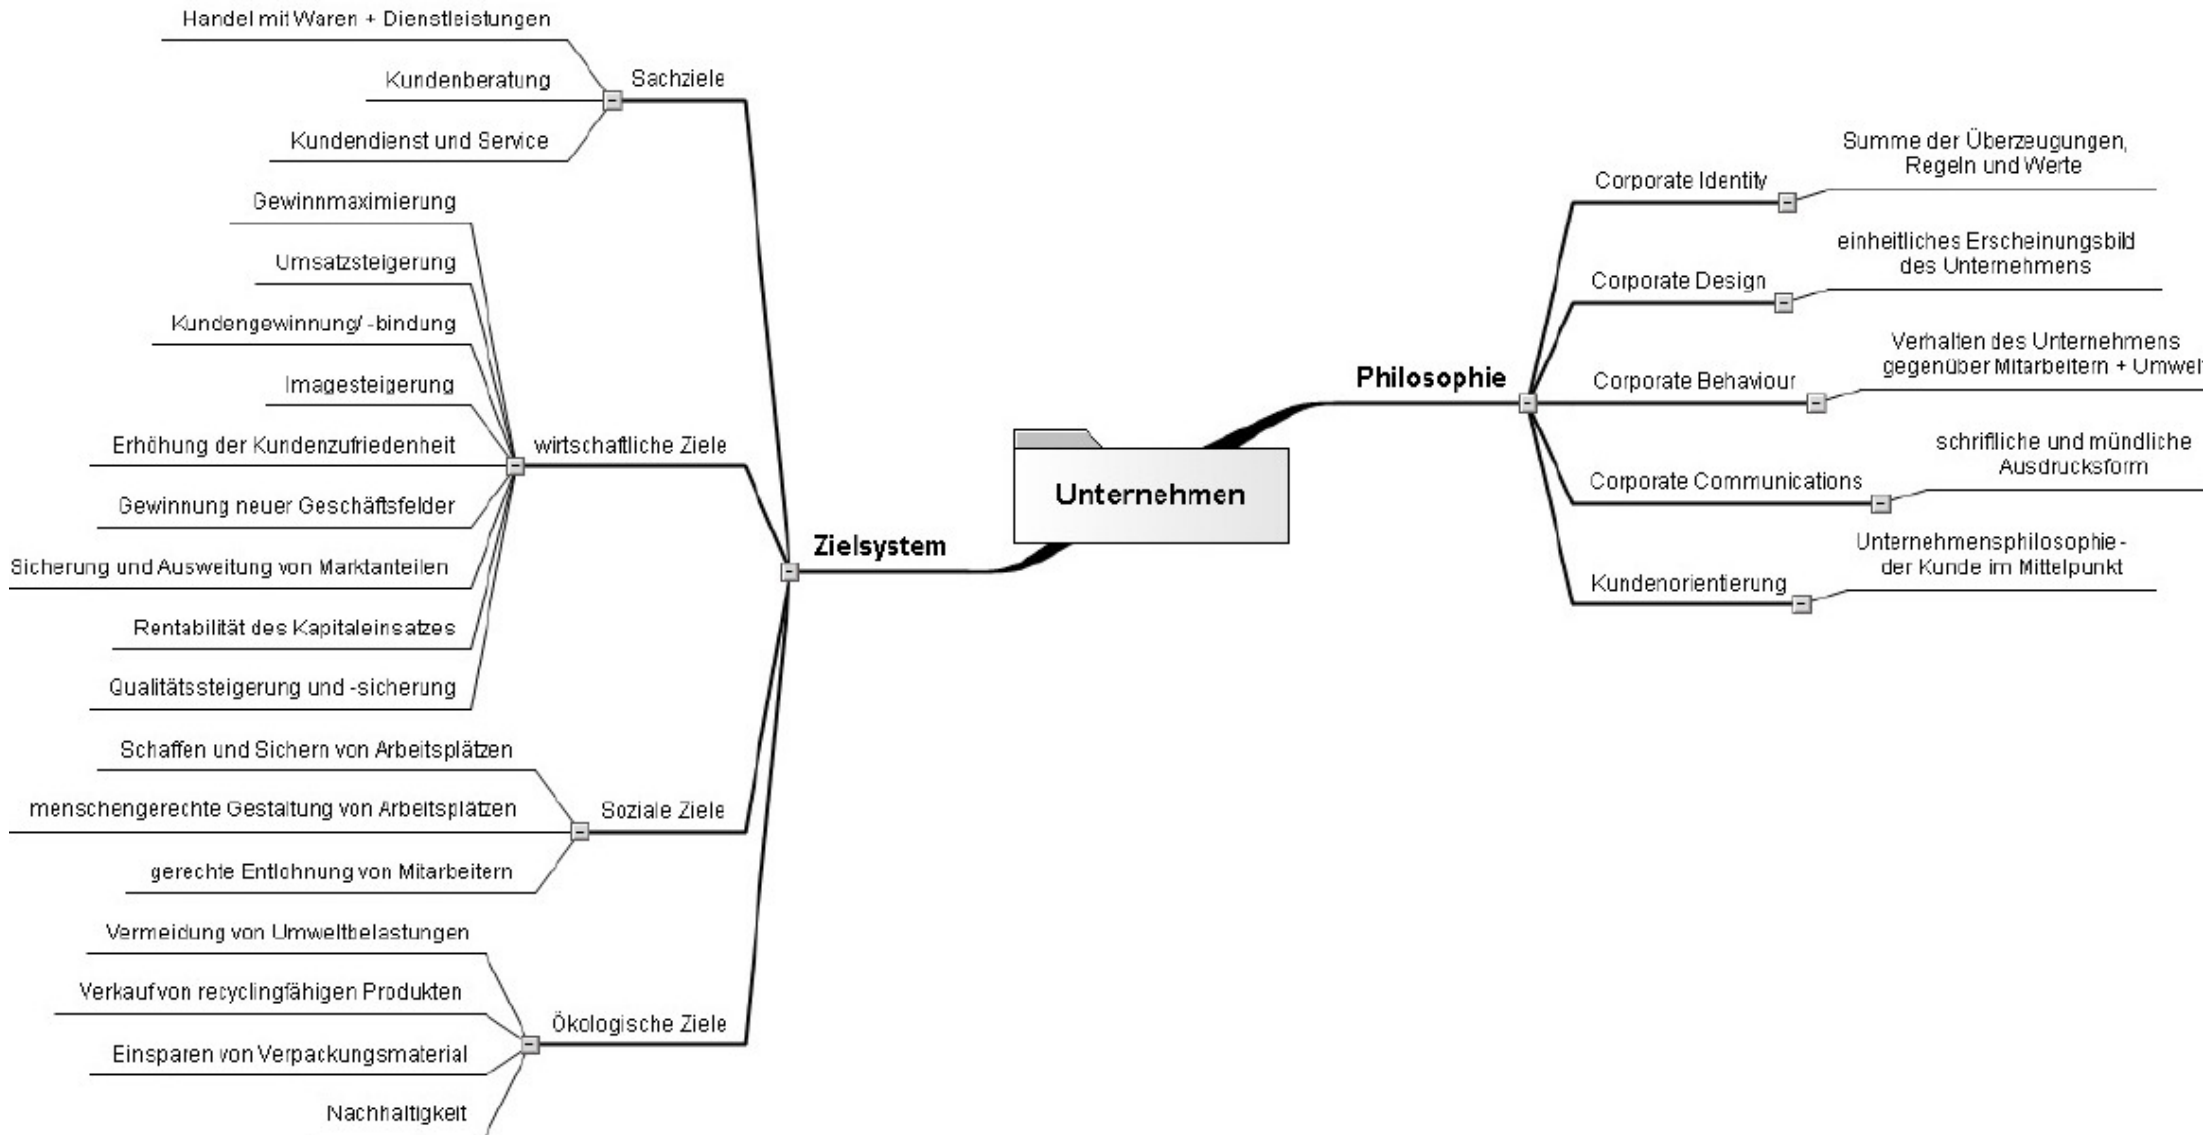 Handel mit Waren + Dienstleistungen
Kundenberatung
Kundendienst und Service
Sachziele
Gewinnmaximierung
Umsatzsteigerung
Kundengewinnung/ -bindung
Imagesteigerung
Erhöhung der Kundenzufriedenheit
Gewinnung neuer Geschäftsfelder
Sicherung und Ausweitung von Marktanteilen
Rentabilität des Kapitaleinsatzes
Qualitätssteigerung und -sicherung
wirtschaftliche Ziele
Schaffen und Sichern von Arbeitsplätzen
menschengerechte Gestaltung von Arbeitsplätzen
gerechte Entlohnung von Mitarbeitern
Soziale Ziele
Vermeidung von Umweltbelastungen
Verkauf von recyclingfähigen Produkten
Einsparen von Verpackungsmaterial
Nachhaltigkeit
Ökologische Ziele
Zielsystem
Unternehmen
Philosophie
Corporate Identity
Summe der Überzeugungen,
Regeln und Werte
Corporate Design
einheitliches Erscheinungsbild
des Unternehmens
Corporate Behaviour
Verhalten des Unternehmens
gegenüber Mitarbeitern + Umwelt
Corporate Communications
schriftliche und mündliche
Ausdrucksform
Kundenorientierung
Unternehmensphilosophie -
der Kunde im Mittelpunkt